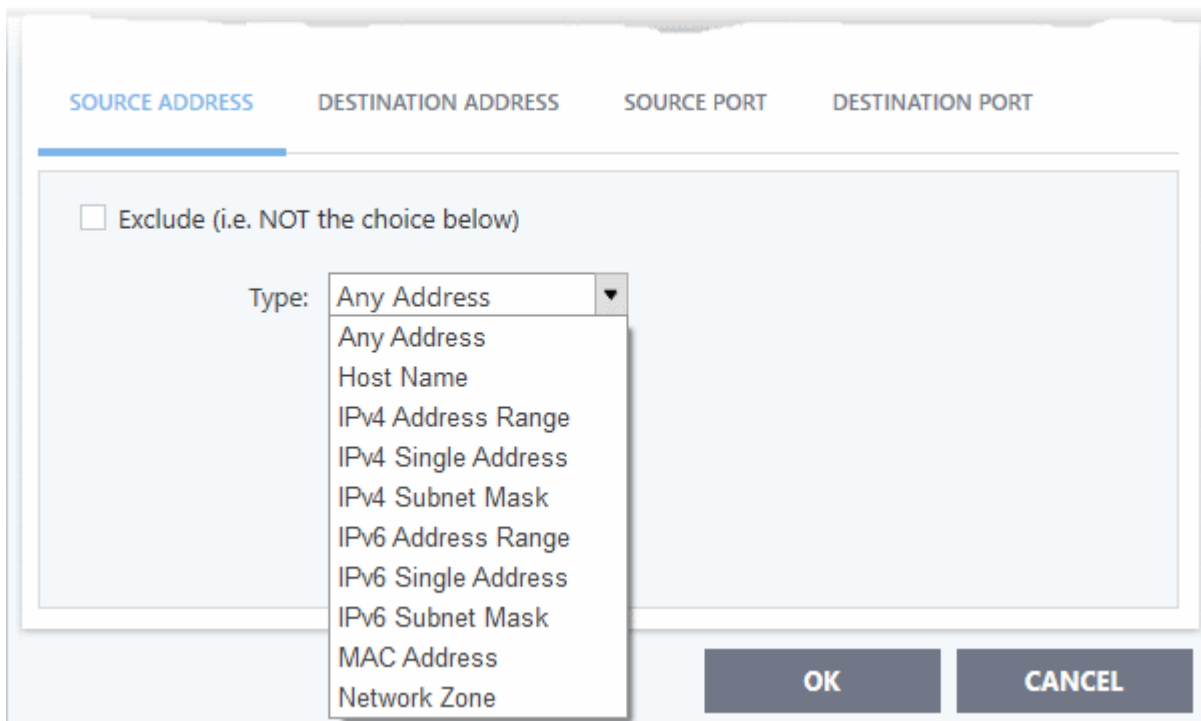 SOURCE ADDRESS DESTINATION ADDRESS SOURCE PORT DESTINATION PORT
Exclude (i.e. NOT the choice below)
Type: Any Address
Any Address
Host Name
IPv4 Address Range
IPv4 Single Address
IPv4 Subnet Mask
IPv6 Address Range
IPv6 Single Address
IPv6 Subnet Mask
MAC Address
Network Zone
OK CANCEL